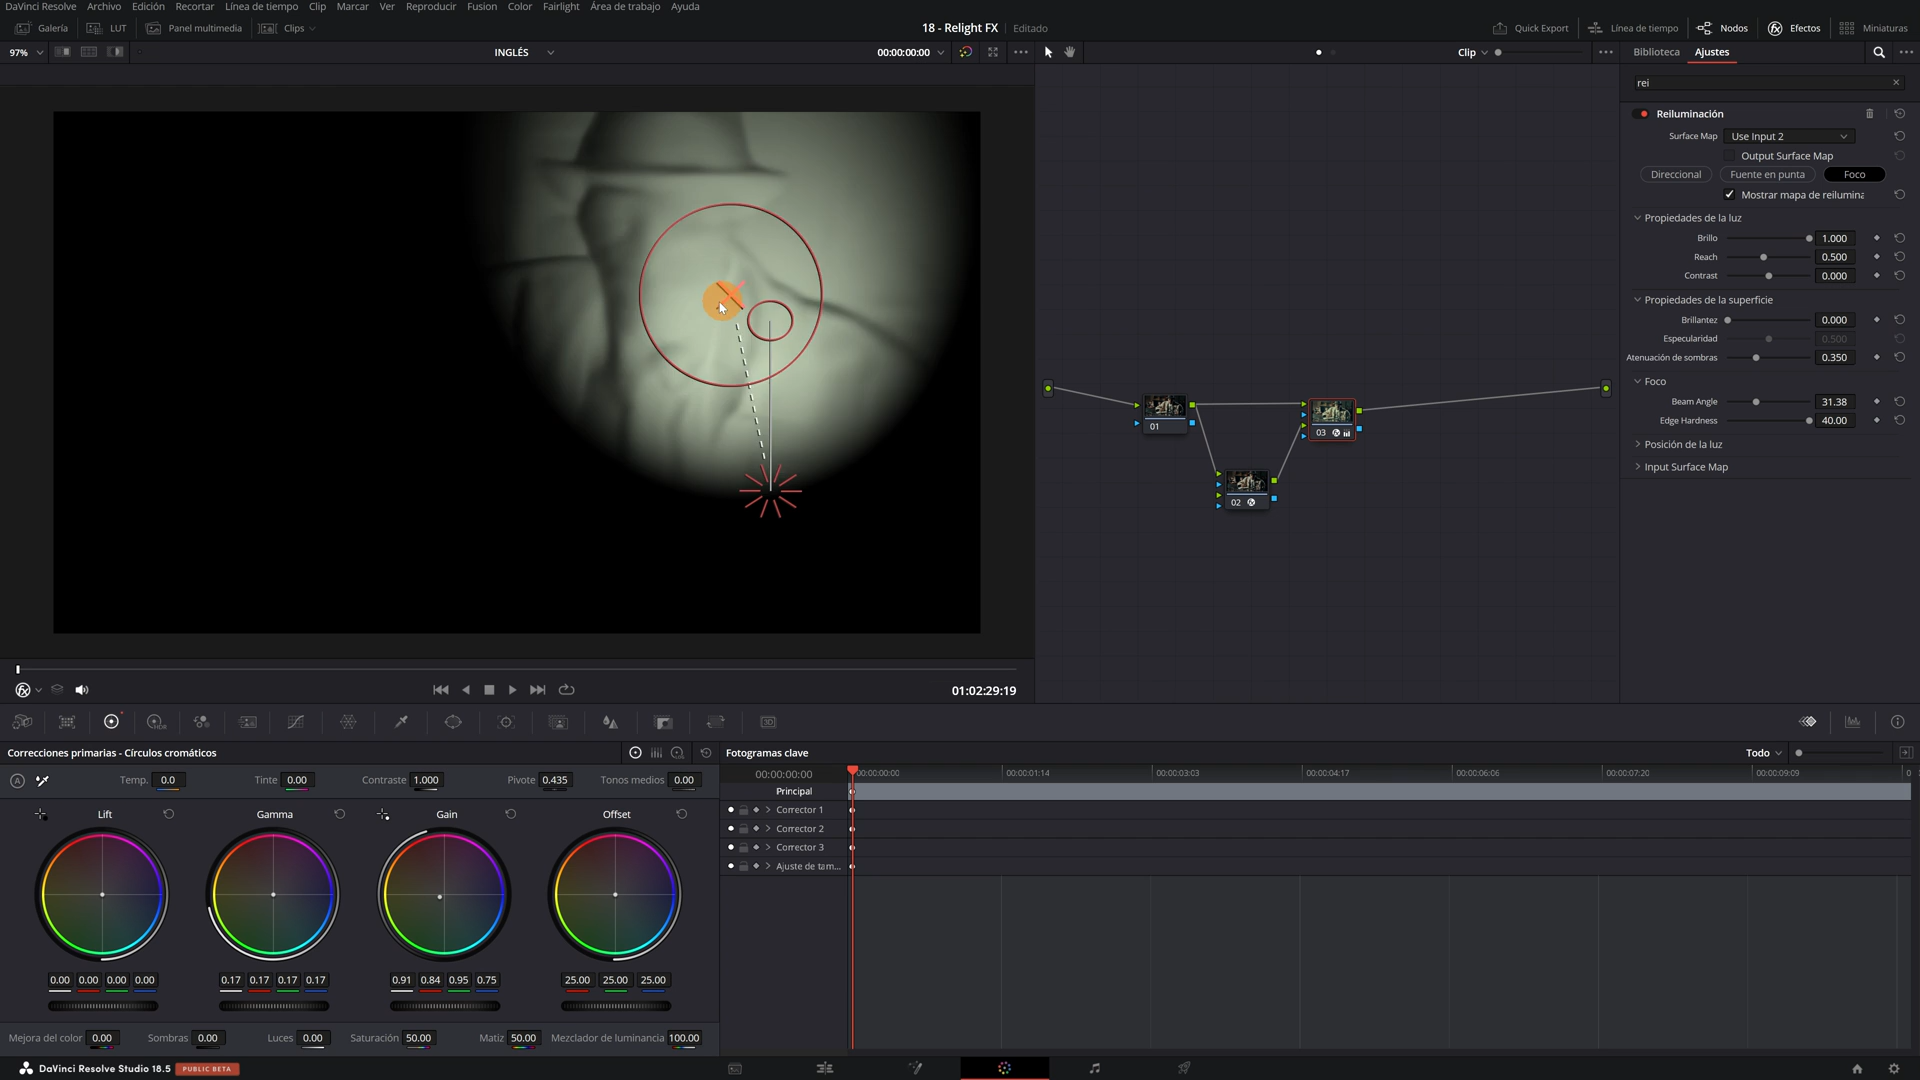 DaVinci Resolve Archivo Edición Recortar Línea de tiempo Clip Marcar Ver Reproducir Fusion Color Fairlight Área de trabajo Ayuda
Galería LUT Panel multimedia Clips 18 - Relight FX Editado Quick Export Línea de tiempo Nodos Efectos Miniaturas
97% INGLÉS 00:00:00:00 Clip Biblioteca Ajustes
rei
Reiluminación
Surface Map Use Input 2
Output Surface Map
Direccional Fuente en punta Foco
Mostrar mapa de reilumina
Propiedades de la luz
Brillo 1.000
Reach 0.500
Contrast 0.000
Propiedades de la superficie
Brillantez 0.000
Especularidad 0.500
Atenuación de sombras 0.350
Foco
Beam Angle 31.38
Edge Hardness 40.00
Posición de la luz
Input Surface Map
01
03
02
01:02:29:19
HDR
3D
Correcciones primarias - Círculos cromáticos
Temp. 0.0 Tinte 0.00 Contraste 1.000 Pivote 0.435 Tonos medios 0.00
Lift Gamma Gain Offset
0.00 0.00 0.00 0.00 0.17 0.17 0.17 0.17 0.91 0.84 0.95 0.75 25.00 25.00 25.00
Mejora del color 0.00 Sombras 0.00 Luces 0.00 Saturación 50.00 Matiz 50.00 Mezclador de luminancia 100.00
Fotogramas clave Todo
00:00:00:00 00:00:00:00 00:00:01:14 00:00:03:03 00:00:04:17 00:00:06:06 00:00:07:20 00:00:09:09 0
Principal
Corrector 1
Corrector 2
Corrector 3
Ajuste de tam...
DaVinci Resolve Studio 18.5 PUBLIC BETA